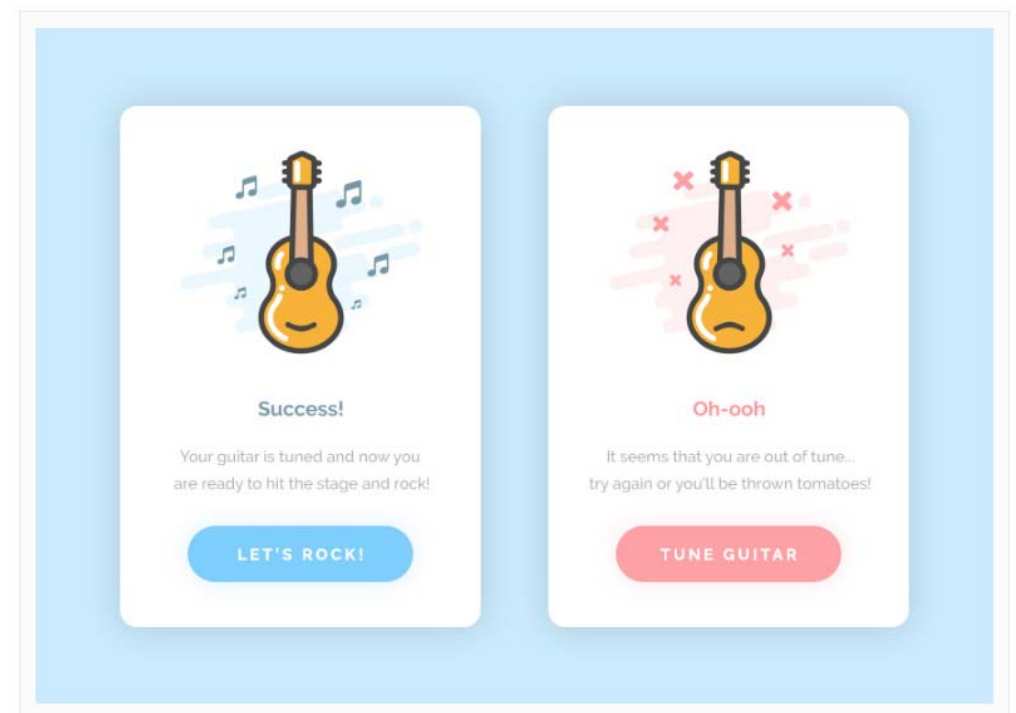 Success!
Your guitar is tuned and now you
are ready to hit the stage and rock!
LET'S ROCK!
Oh-ooh
It seems that you are out of tune...
try again or you'll be thrown tomatoes!
TUNE GUITAR